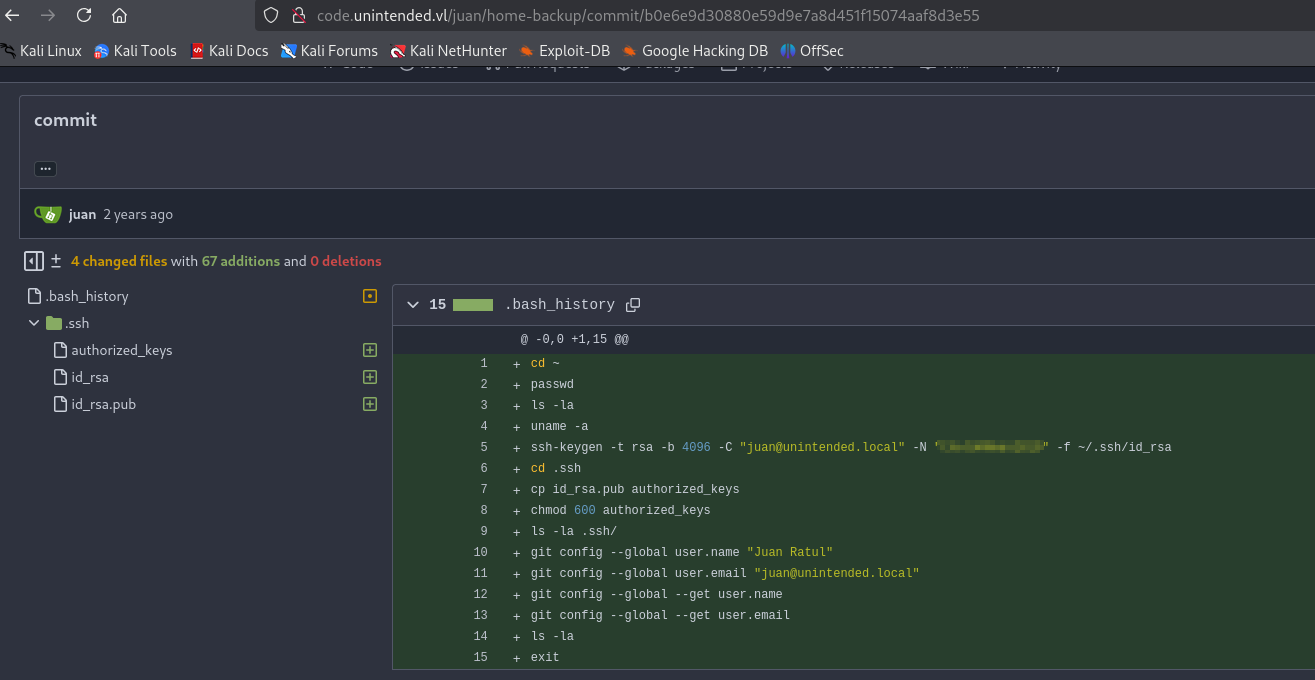 code.unintended.vl/juan/home-backup/commit/b0e6e9d30880e59d9e7a8d451f15074aaf8d3e55
Kali Linux Kali Tools Kali Docs Kali Forums Kali NetHunter Exploit-DB Google Hacking DB OffSec
commit
...
juan 2 years ago
4 changed files with 67 additions and 0 deletions
.bash_history
.ssh
authorized_keys
id_rsa
id_rsa.pub
15 .bash_history
@ -0,0 +1,15 @@
1 + cd ~
2 + passwd
3 + ls -la
4 + uname -a
5 + ssh-keygen -t rsa -b 4096 -C "juan@unintended.local" -N " " -f ~/.ssh/id_rsa
6 + cd .ssh
7 + cp id_rsa.pub authorized_keys
8 + chmod 600 authorized_keys
9 + ls -la .ssh/
10 + git config --global user.name "Juan Ratul"
11 + git config --global user.email "juan@unintended.local"
12 + git config --global --get user.name
13 + git config --global --get user.email
14 + ls -la
15 + exit